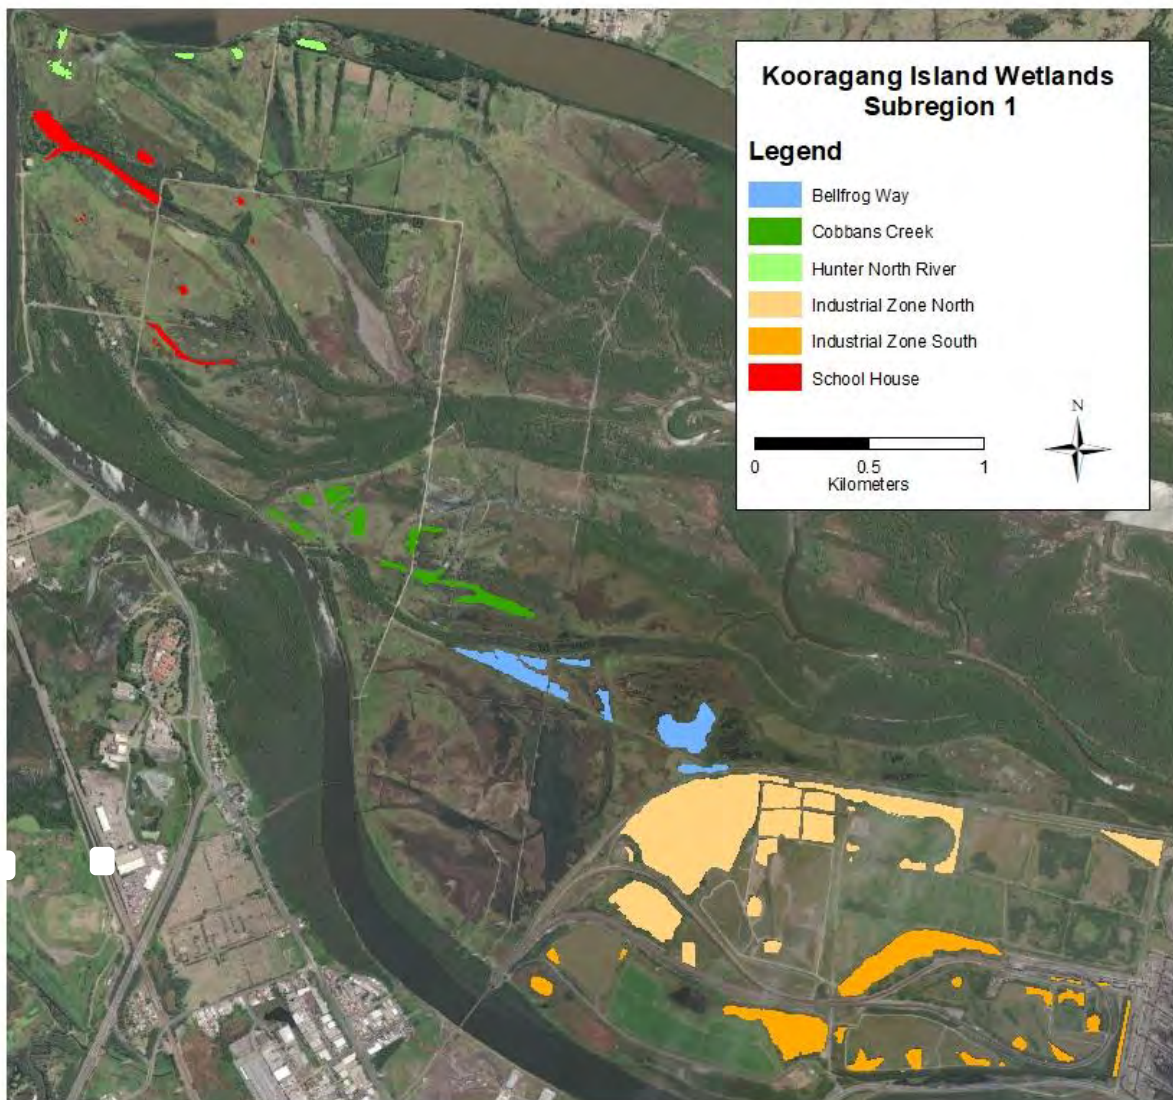 Kooragang Island Wetlands
Subregion 1
Legend
Bellfrog Way
Cobbans Creek
Hunter North River
Industrial Zone North
Industrial Zone South
School House
N
0 0.5 1
Kilometers